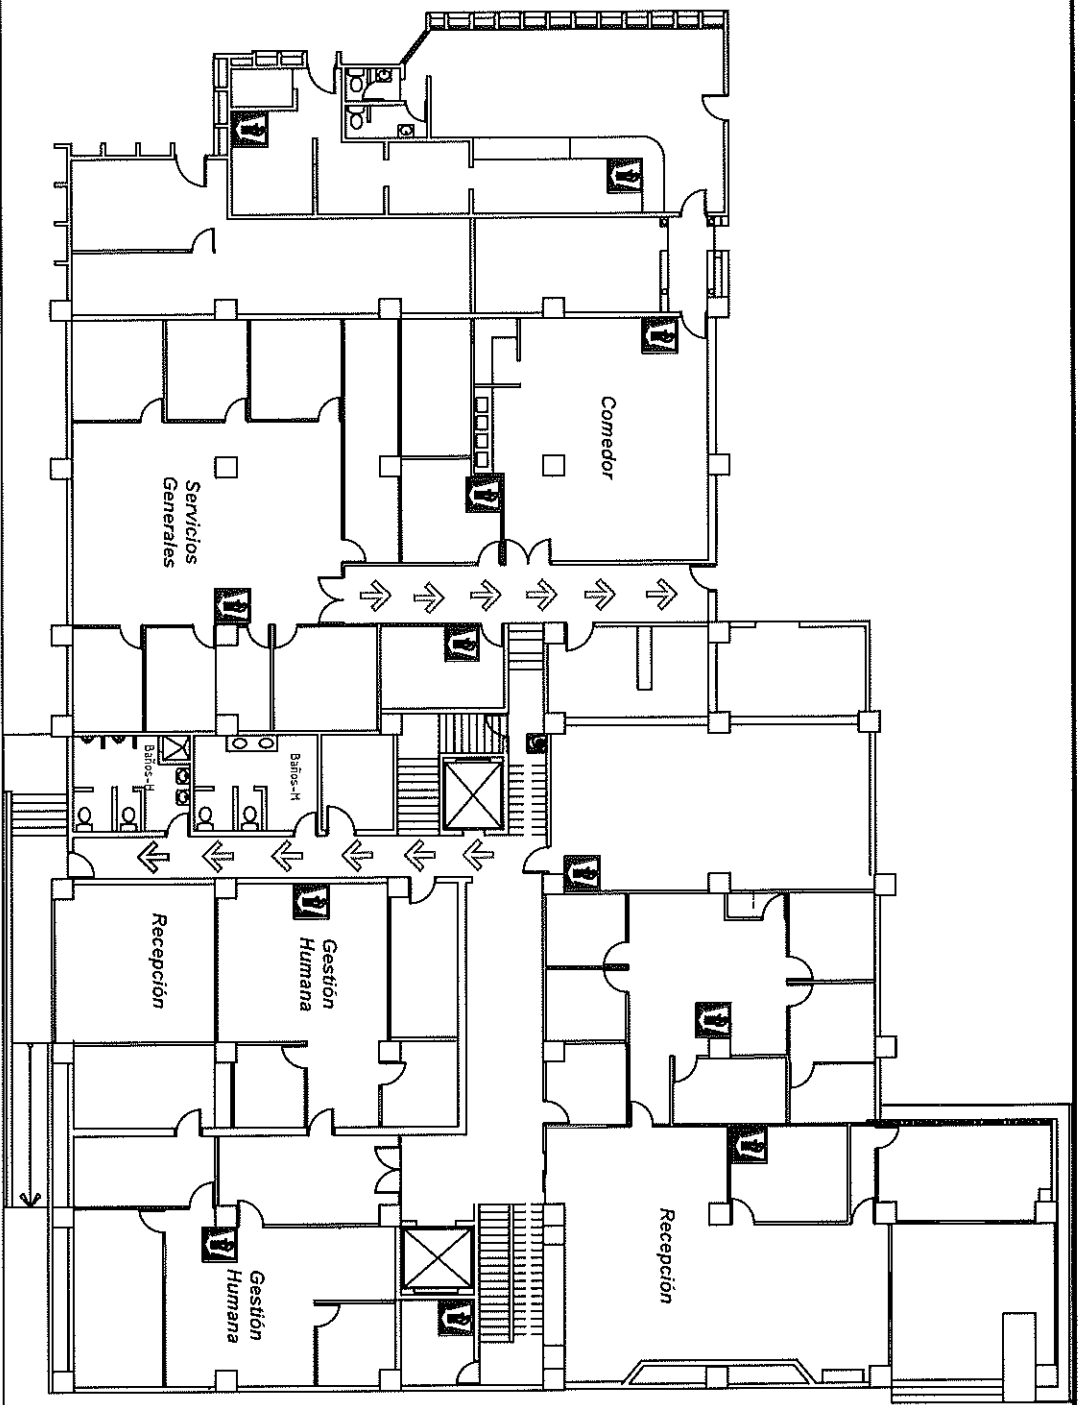 Comedor
Servicios
Generales
Baños-H
Baños-M
Recepción
Gestión
Humana
Recepción
Gestión
Humana